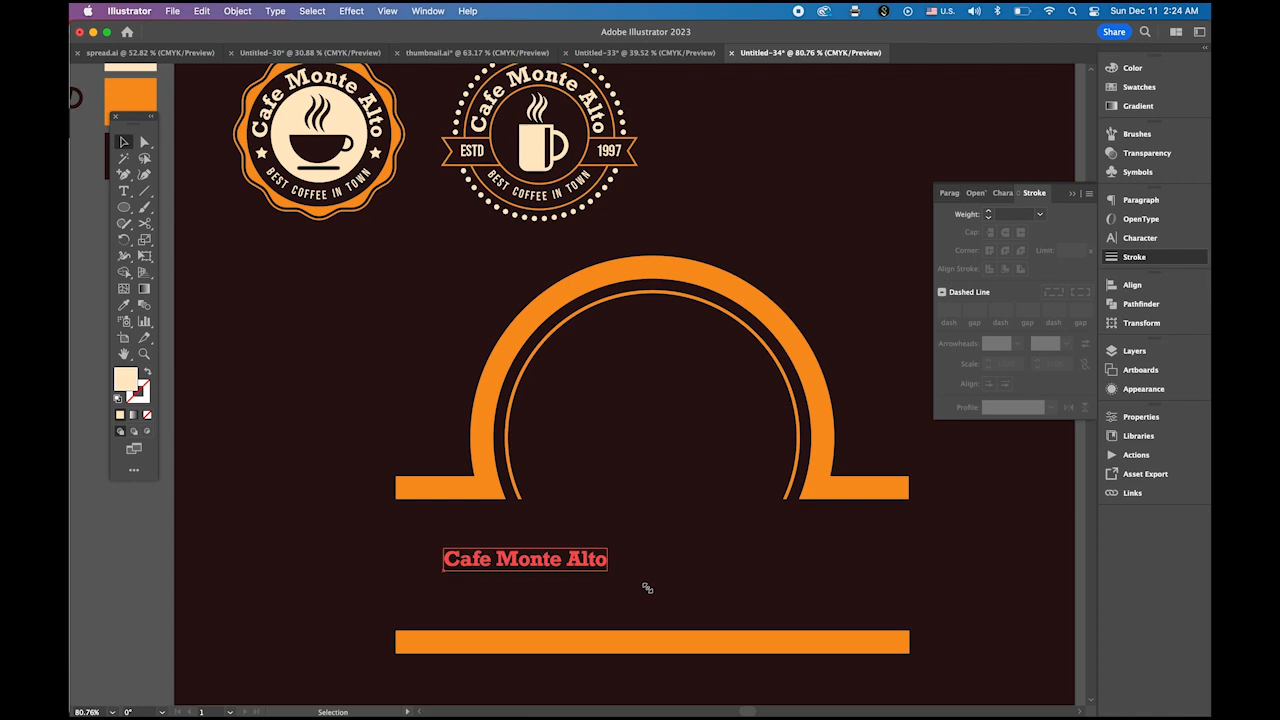 Illustrator File Edit Object Type Select Effect View Window Help
U.S. Sun Dec 11 2:24 AM
Adobe Illustrator 2023
Share
spread.ai @ 52.82 % (CMYK/Preview)
Untitled-30* @ 30.88 % (CMYK/Preview)
thumbnail.ai* @ 63.17 % (CMYK/Preview)
Untitled-33* @ 39.52 % (CMYK/Preview)
Untitled-34* @ 80.76 % (CMYK/Preview)
Cafe Monte Alto
BEST COFFEE IN TOWN
Cafe Monte Alto
ESTD
1997
BEST COFFEE IN TOWN
Cafe Monte Alto
Parag Open Chara Stroke
Weight:
Cap:
Corner: Limit:
Align Stroke:
Dashed Line
dash gap dash gap dash gap
Arrowheads:
Scale:
Align:
Profile:
Color
Swatches
Gradient
Brushes
Transparency
Symbols
Paragraph
OpenType
Character
Stroke
Align
Pathfinder
Transform
Layers
Artboards
Appearance
Properties
Libraries
Actions
Asset Export
Links
80.76% 0° 1 Selection